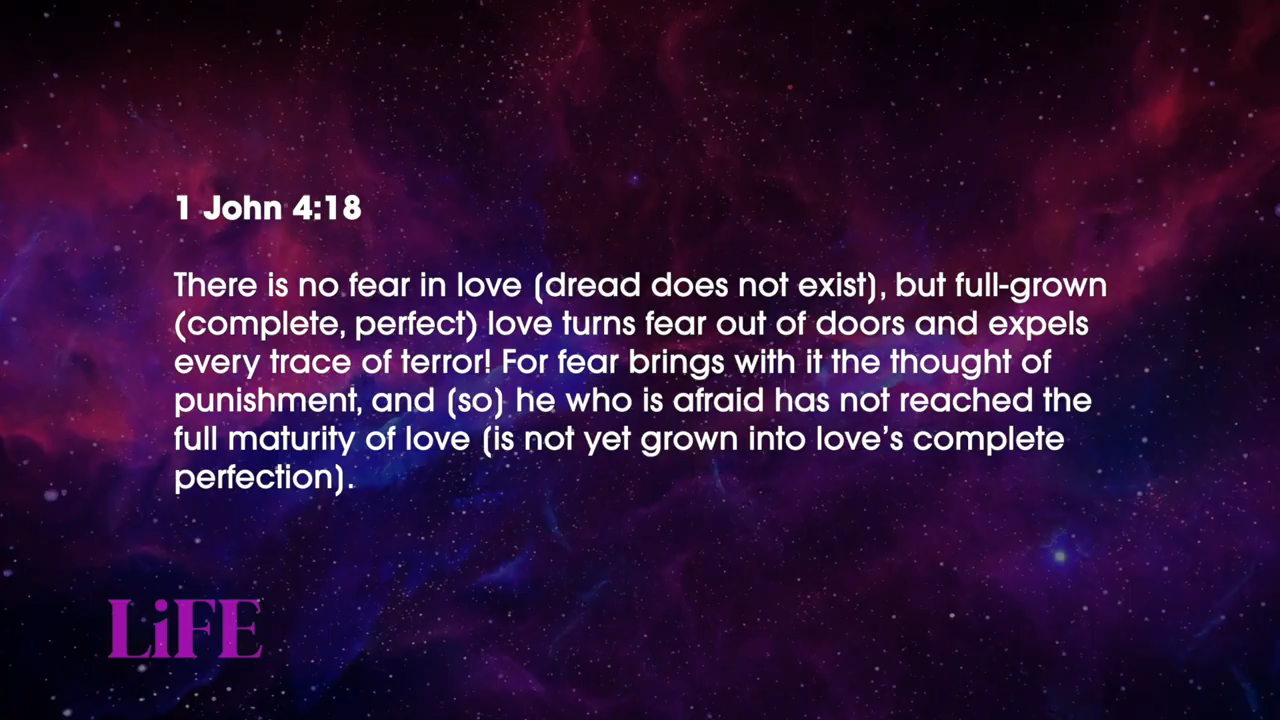 1 John 4:18
There is no fear in love (dread does not exist), but full-grown
(complete, perfect) love turns fear out of doors and expels
every trace of terror! For fear brings with it the thought of
punishment, and (so) he who is afraid has not reached the
full maturity of love (is not yet grown into love’s complete
perfection).
LiFE